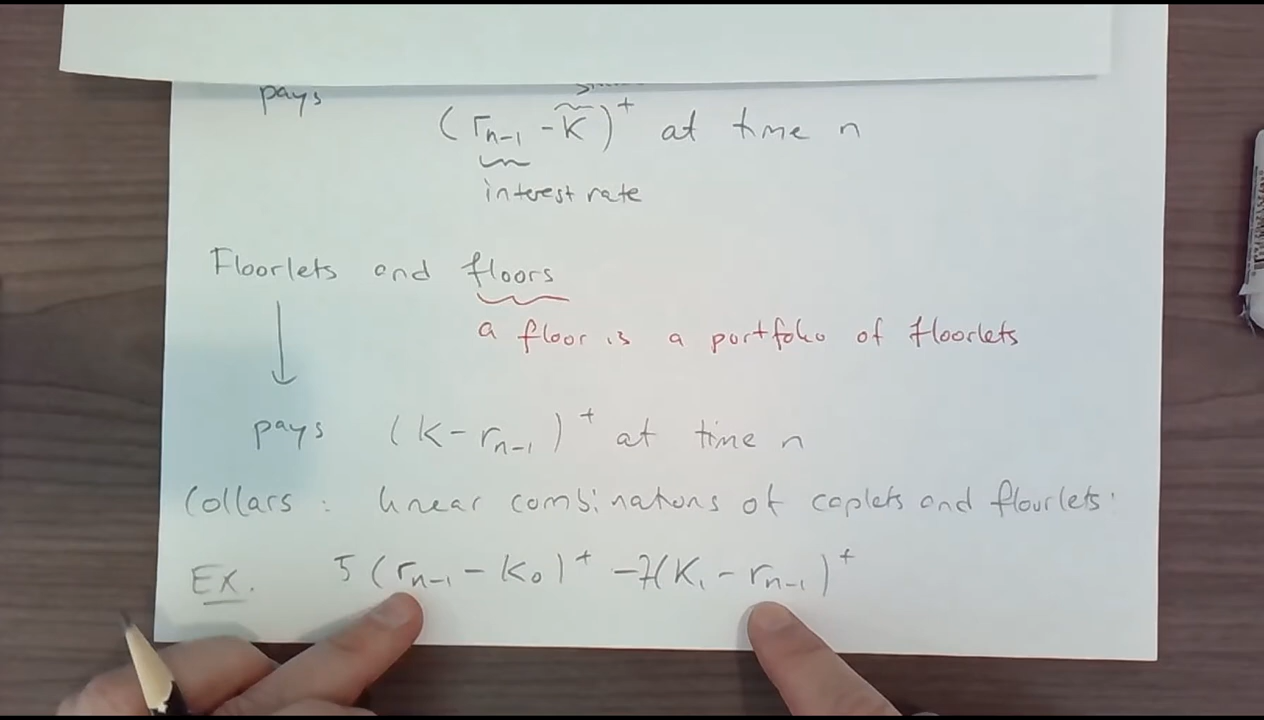 pays
(r_{n-1} - K)^+ at time n
interest rate
Floorlets and floors
a floor is a portfolio of floorlets
pays (K - r_{n-1})^+ at time n
Collars : linear combinations of caplets and floorlets:
EX. 5(r_{n-1} - K_0)^+ - 7(K_1 - r_{n-1})^+